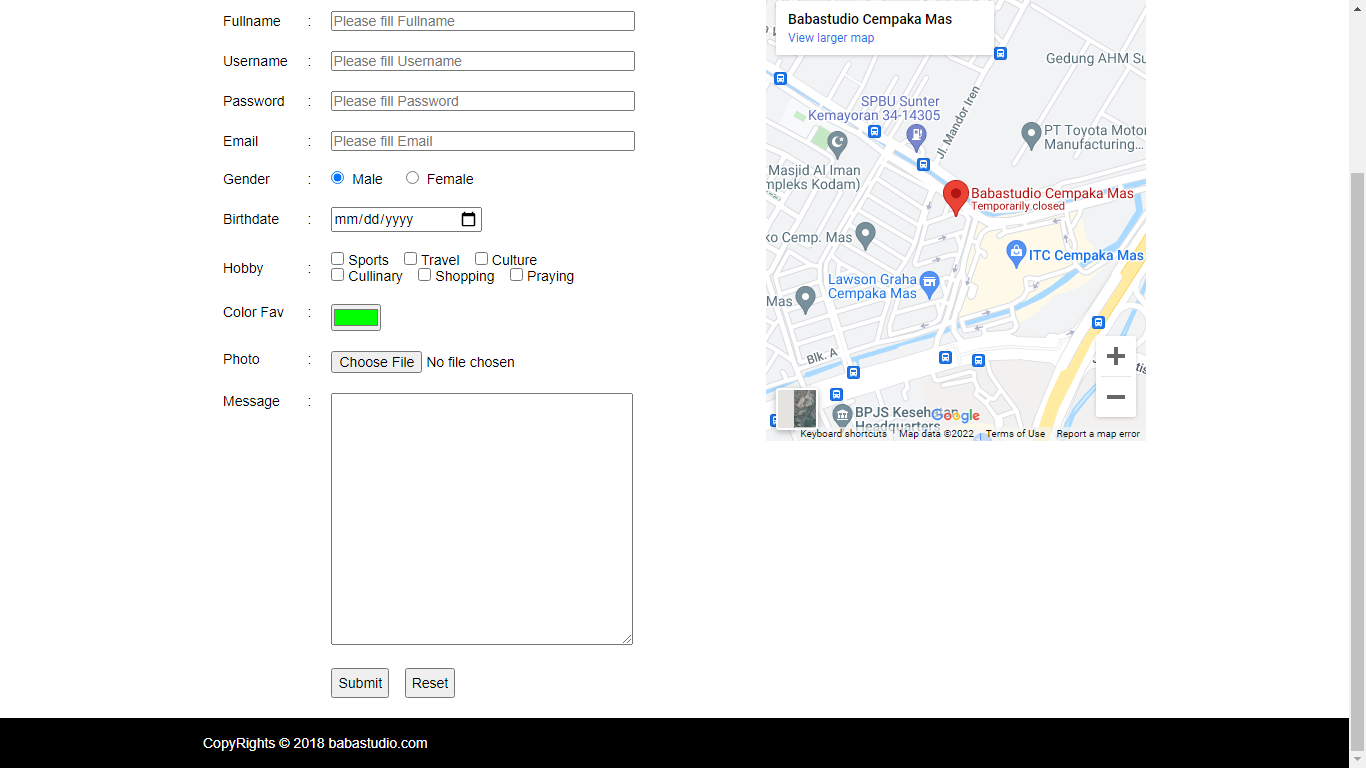 Fullname : Please fill Fullname
Username : Please fill Username
Password : Please fill Password
Email : Please fill Email
Gender : Male Female
Birthdate : mm/dd/yyyy
Hobby :
Sports Travel Culture
Cullinary Shopping Praying
Color Fav :
Photo : Choose File No file chosen
Message :
Submit Reset
Babastudio Cempaka Mas
View larger map
Gedung AHM Su
SPBU Sunter
Kemayoran 34-14305
Jl. Mandor Iren
PT Toyota Motor
Manufacturing...
Masjid Al Iman
mpleks Kodam)
Babastudio Cempaka Mas
Temporarily closed
ko Cemp. Mas
ITC Cempaka Mas
Lawson Graha
Cempaka Mas
Mas
Blk. A
BPJS Kesehatan
Headquarters
Google
Keyboard shortcuts Map data ©2022 Terms of Use Report a map error
CopyRights © 2018 babastudio.com